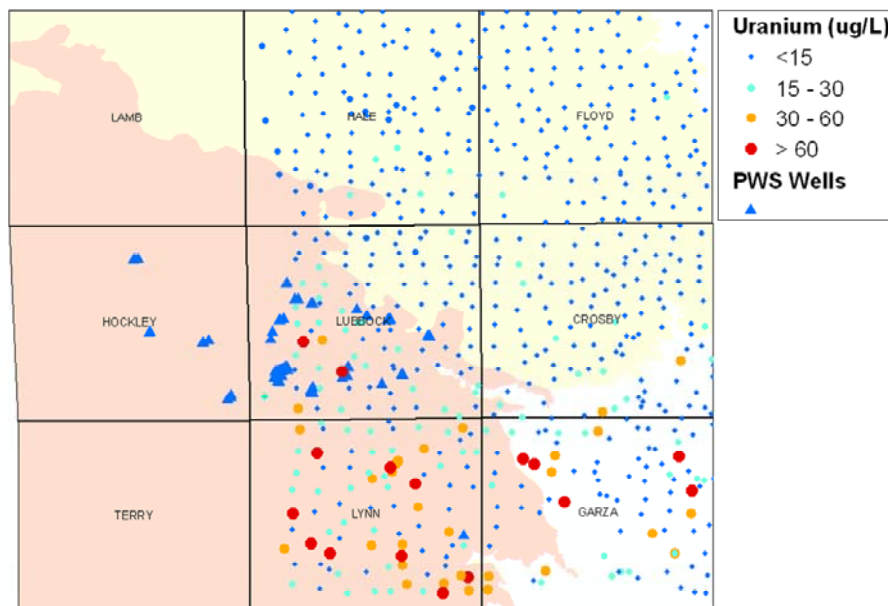 Uranium (ug/L)
<15
15 - 30
30 - 60
> 60
PWS Wells
LAMB
HALE
FLOYD
HOCKLEY
LUBBOCK
CROSBY
TERRY
LYNN
GARZA